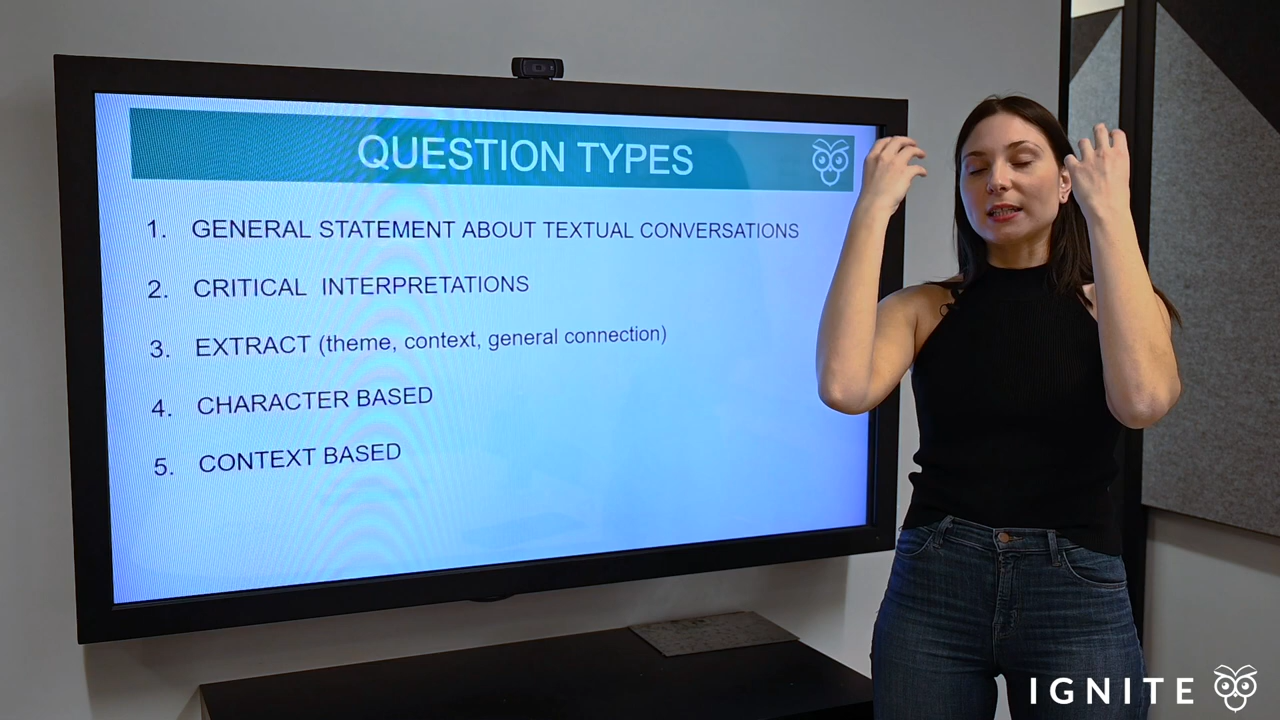 QUESTION TYPES
1. GENERAL STATEMENT ABOUT TEXTUAL CONVERSATIONS
2. CRITICAL INTERPRETATIONS
3. EXTRACT (theme, context, general connection)
4. CHARACTER BASED
5. CONTEXT BASED
IGNITE